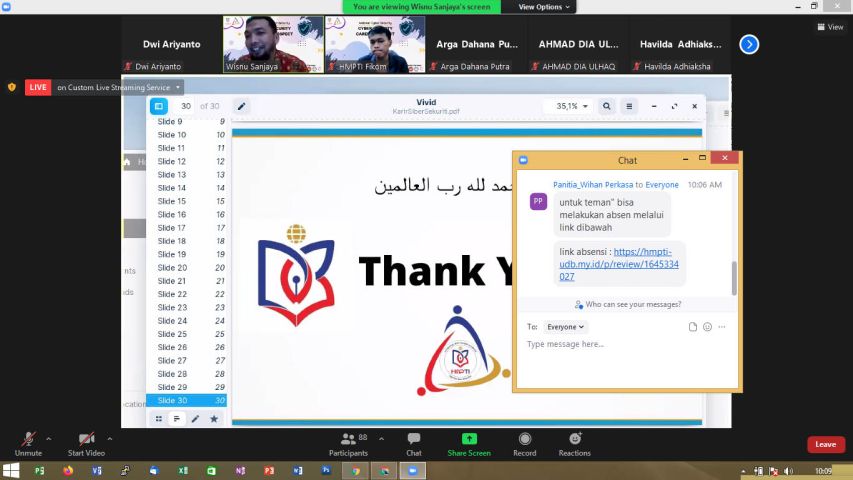 You are viewing Wisnu Sanjaya's screen
View Options
View
Dwi Ariyanto
Arga Dahana Pu...
AHMAD DIA UL...
Havilda Adhiaks...
Dwi Ariyanto
Wisnu Sanjaya
HMPTI Fikom
Arga Dahana Putra
AHMAD DIA ULHAQ
Havilda Adhiaksha
LIVE
on Custom Live Streaming Service
30 of 30
Vivid
KarirSiberSekuriti.pdf
35,1%
Slide 9 9
Slide 10 10
Slide 11 11
Slide 12 12
Slide 13 13
Slide 14 14
Slide 15 15
Slide 16 16
Slide 17 17
Slide 18 18
Slide 19 19
Slide 20 20
Slide 21 21
Slide 22 22
Slide 23 23
Slide 24 24
Slide 25 25
Slide 26 26
Slide 27 27
Slide 28 28
Slide 29 29
Slide 30 30
حمد لله رب العالمين
Thank Y
HMPTI
Chat
Panitia_Wihan Perkasa to Everyone 10:06 AM
PP
untuk teman" bisa
melakukan absen melalui
link dibawah
link absensi : https://hmpti-
udb.my.id/p/review/1645334
027
Who can see your messages?
To: Everyone
Type message here...
Unmute
Start Video
88
Participants
Chat
Share Screen
Record
Reactions
Leave
10:09